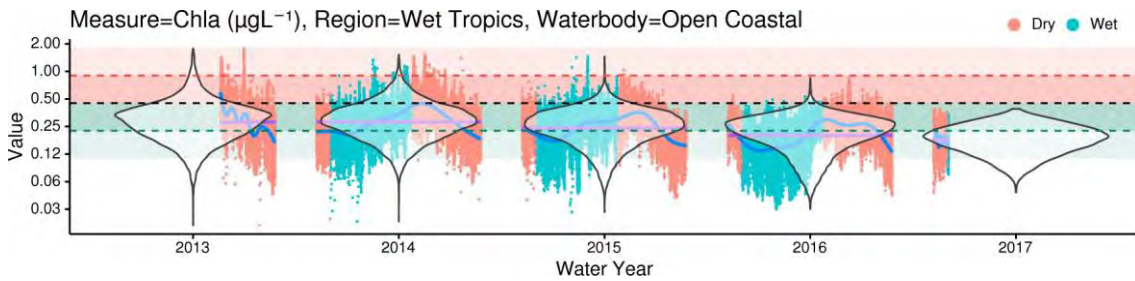 Measure=Chla (µgL⁻¹), Region=Wet Tropics, Waterbody=Open Coastal
Dry Wet
2.00
1.00
0.50
0.25
0.12
0.06
0.03
Value
2013 2014 2015 2016 2017
Water Year